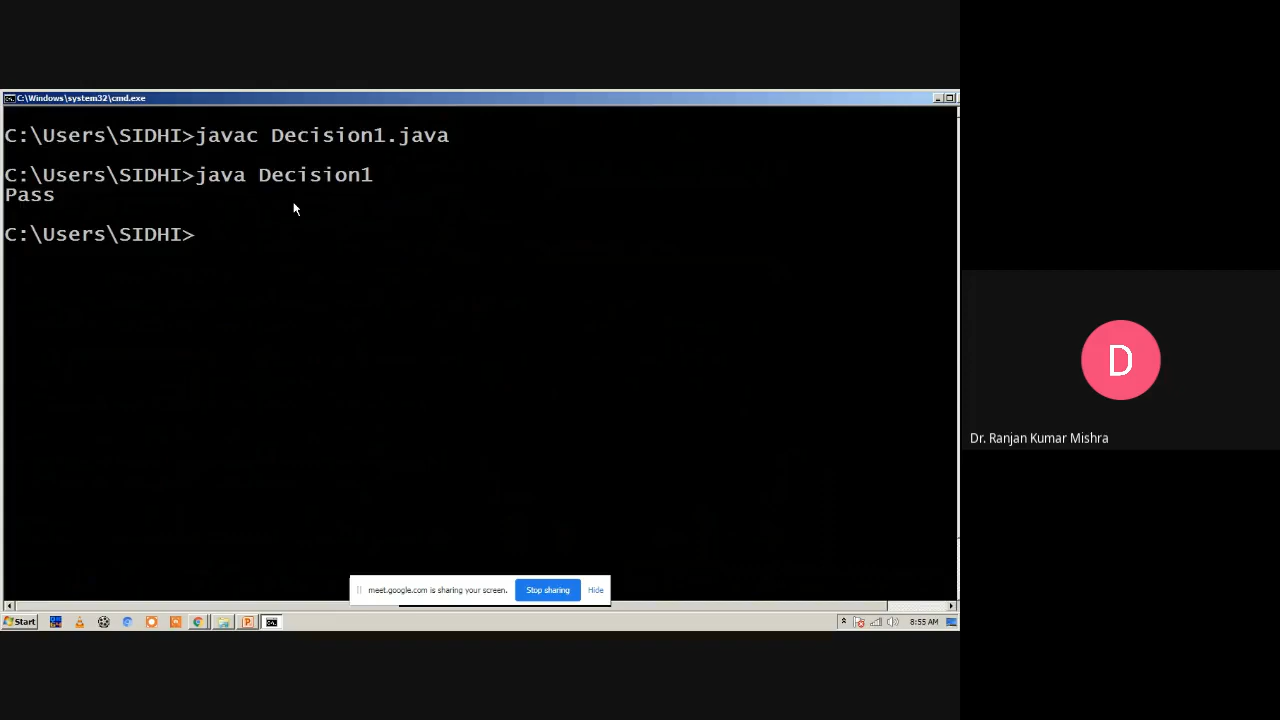 C:\Windows\system32\cmd.exe
C:\Users\SIDHI>javac Decision1.java
C:\Users\SIDHI>java Decision1
Pass
C:\Users\SIDHI>
D
Dr. Ranjan Kumar Mishra
meet.google.com is sharing your screen.
Stop sharing
Hide
Start
8:55 AM